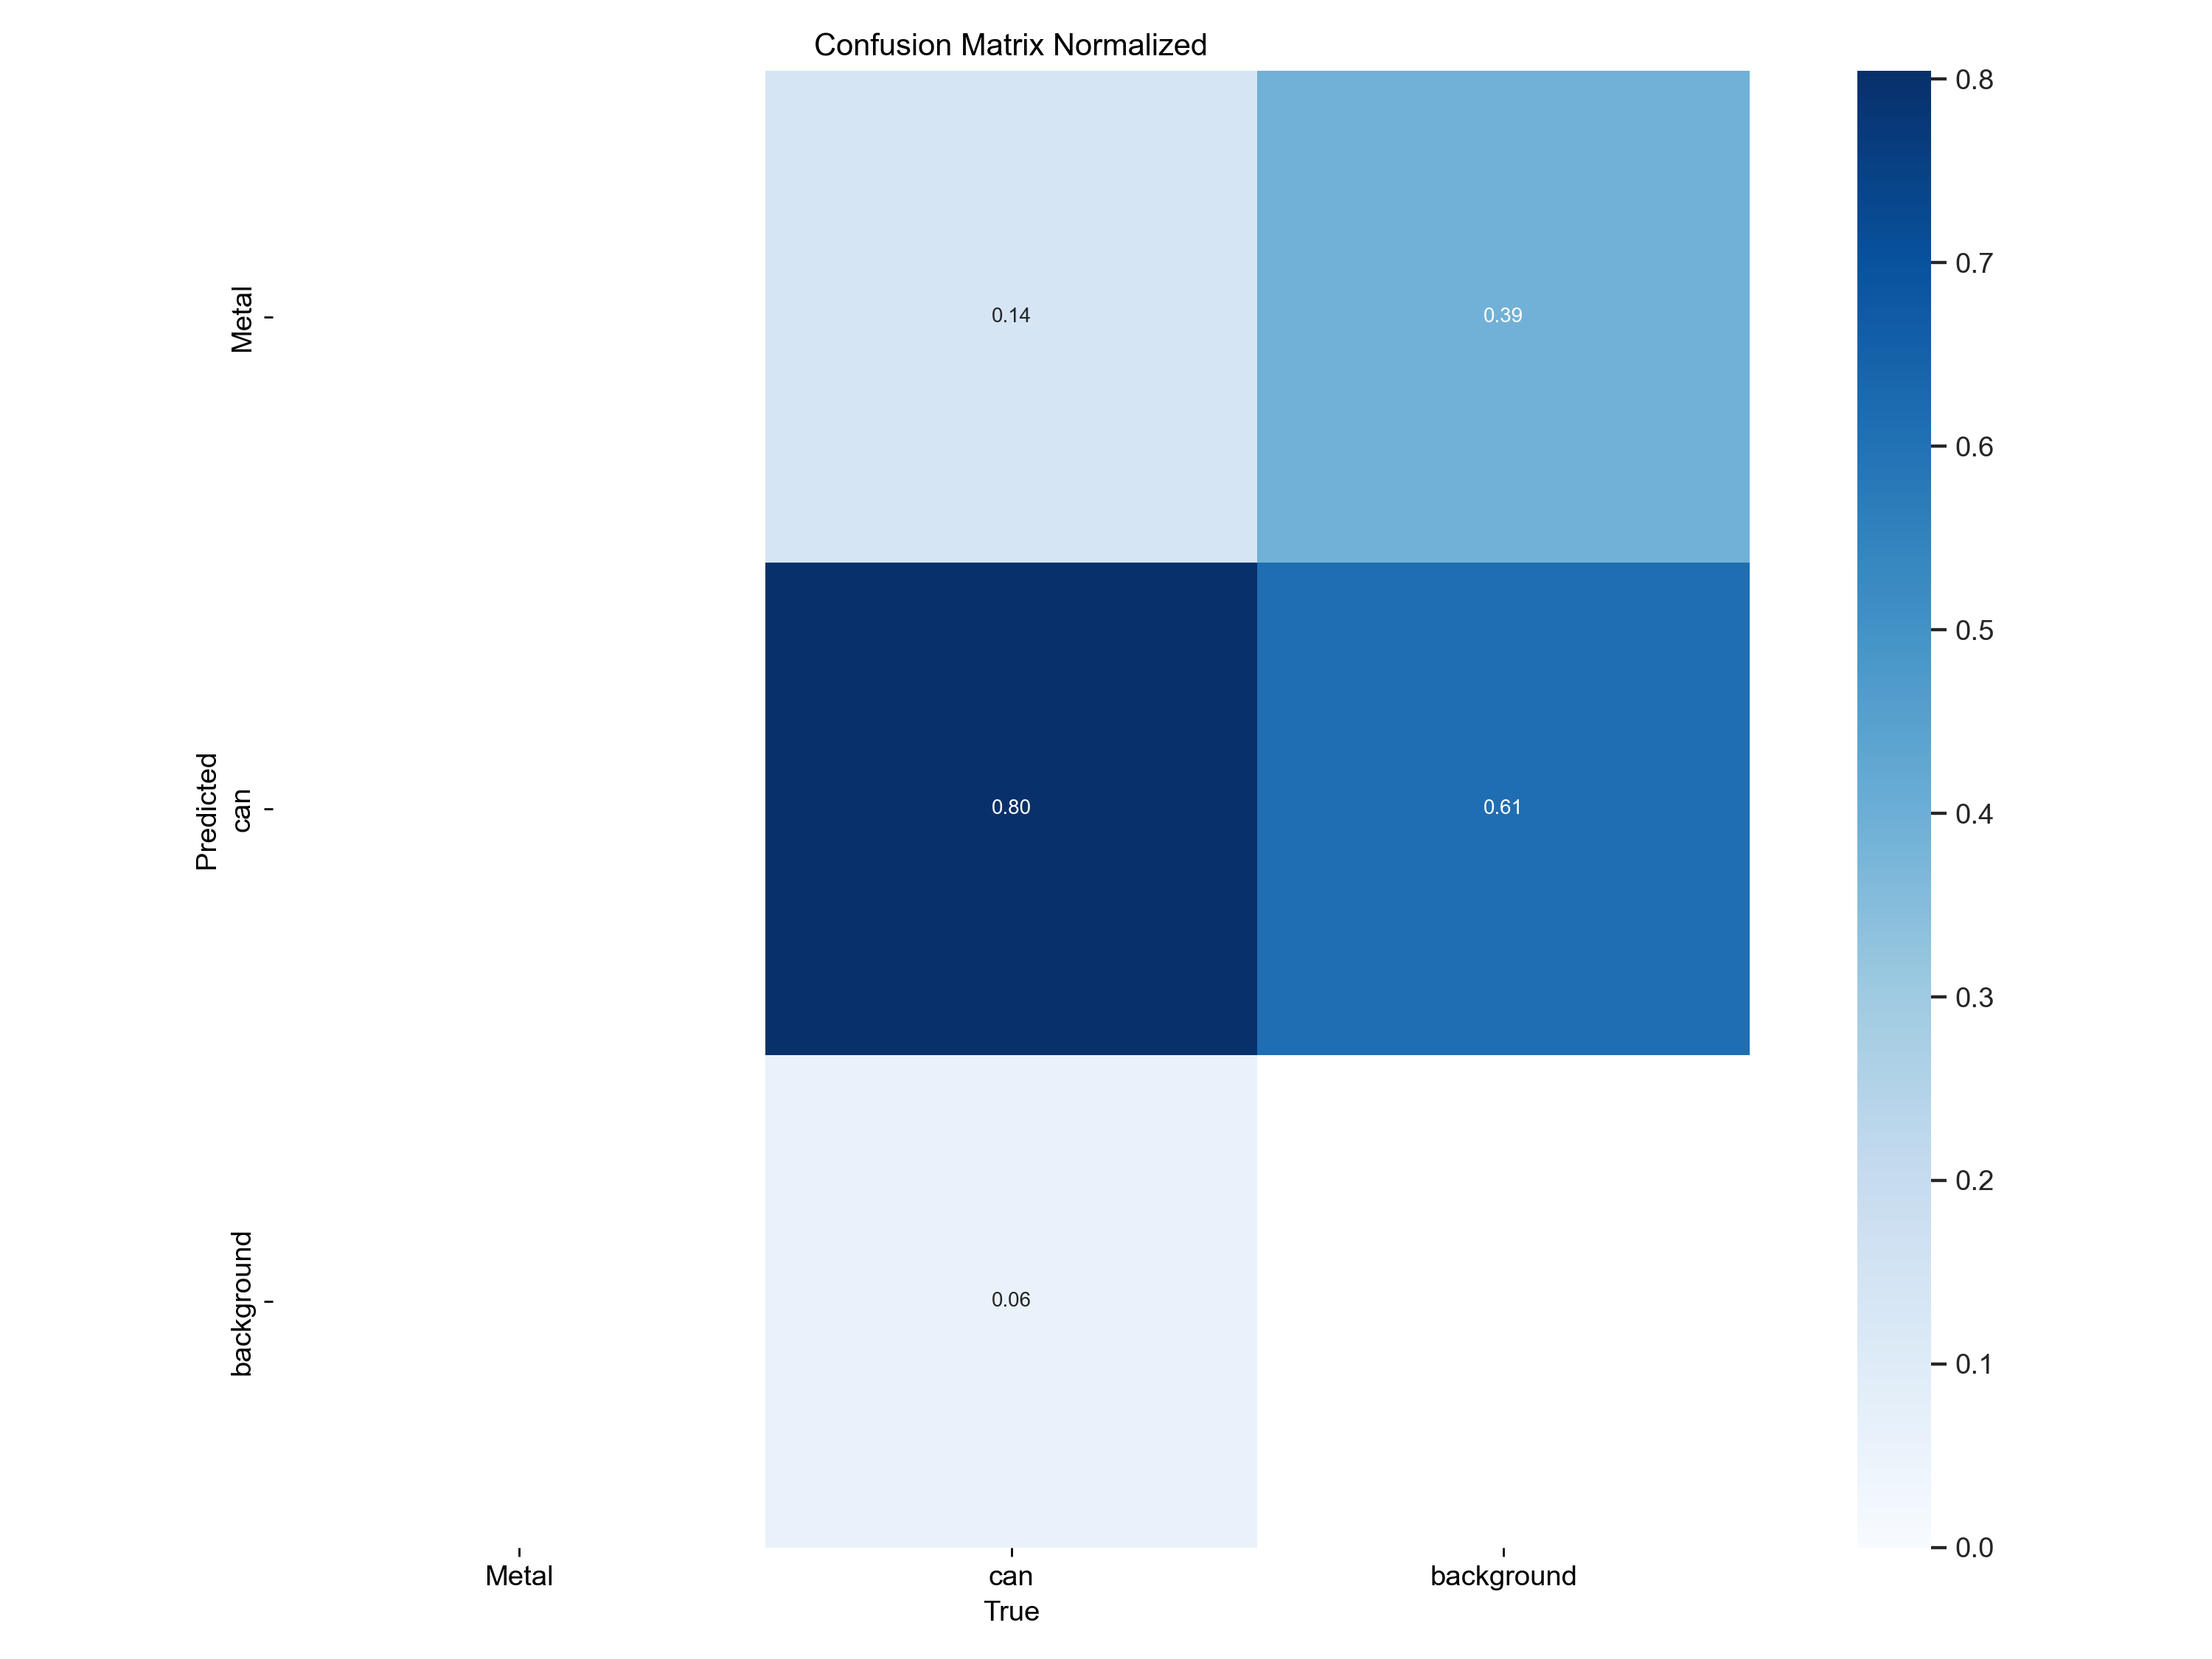 Confusion Matrix Normalized
Metal
0.14
0.39
Predicted
can
0.80
0.61
background
0.06
Metal
can
background
True
0.8
0.7
0.6
0.5
0.4
0.3
0.2
0.1
0.0